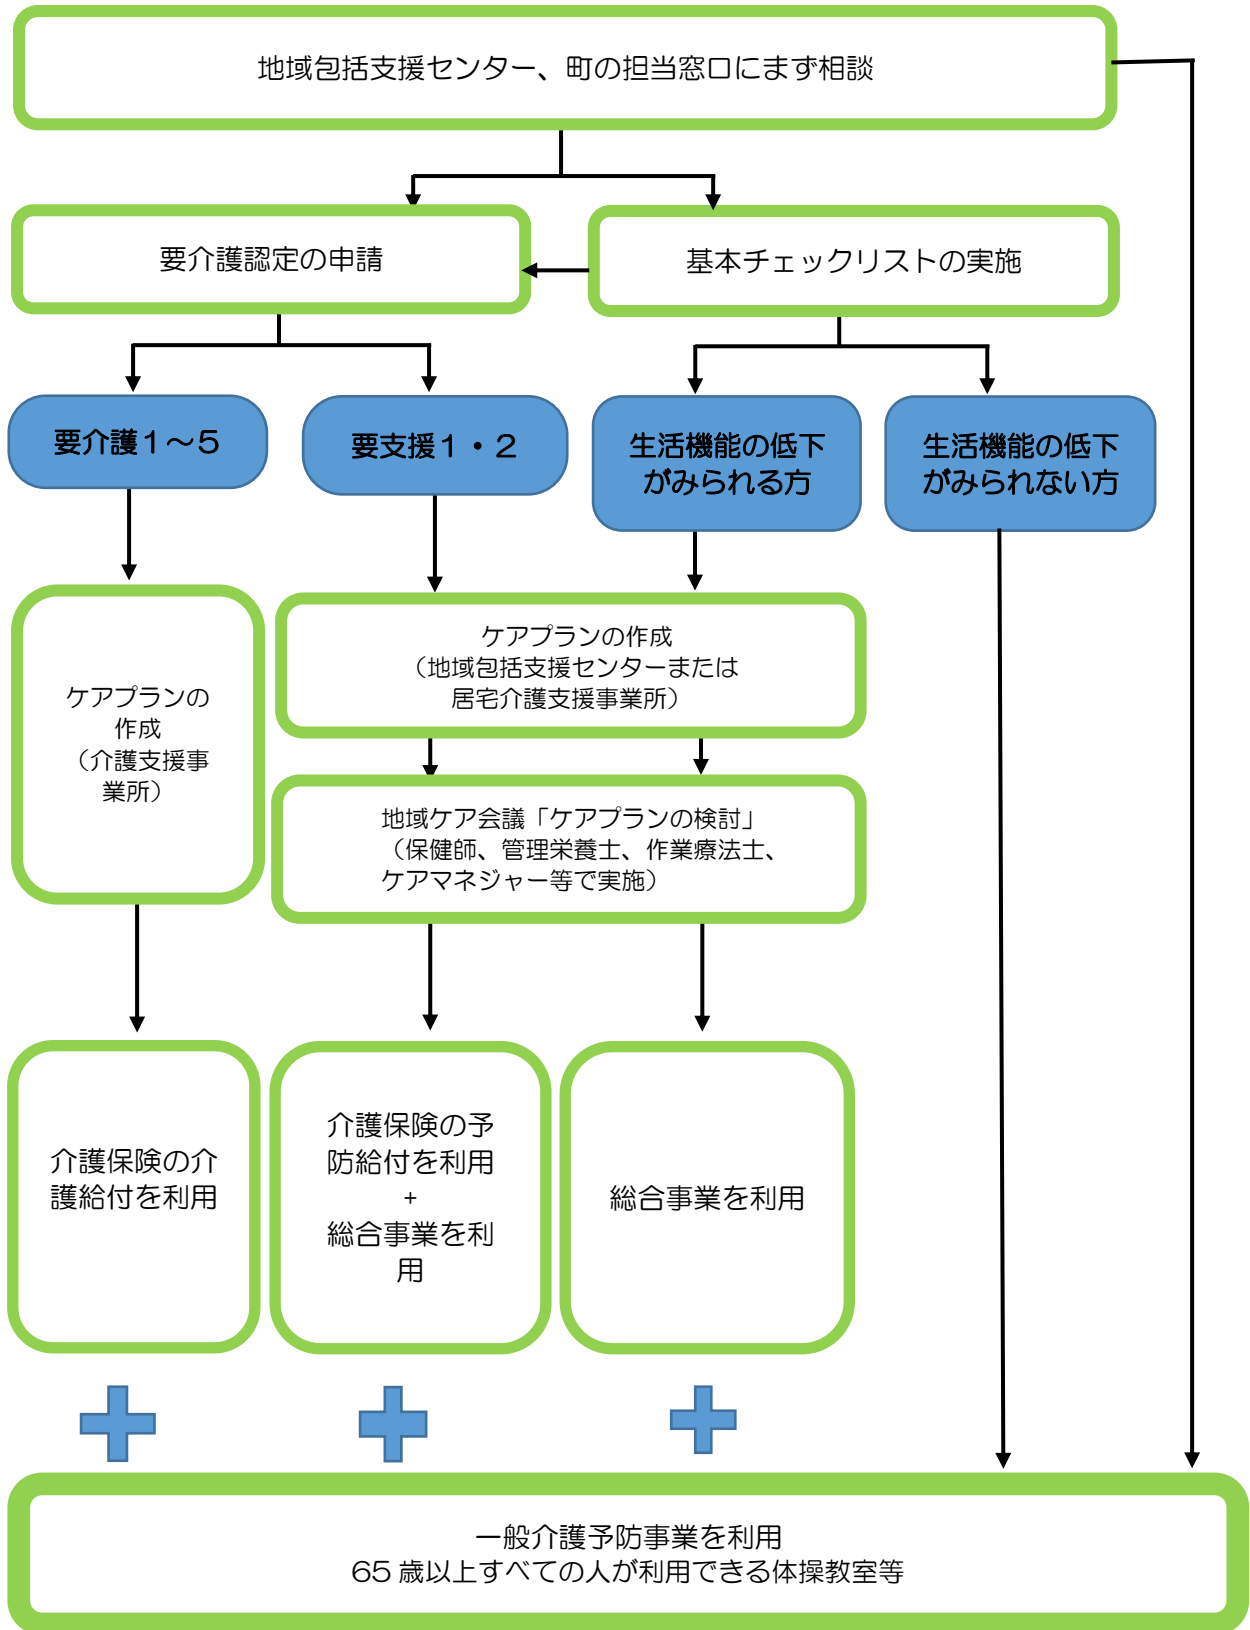 地域包括支援センター、町の担当窓口にまず相談
要介護認定の申請
基本チェックリストの実施
要介護1~5
要支援1・2
生活機能の低下
がみられる方
生活機能の低下
がみられない方
ケアプランの
作成
（介護支援事
業所）
ケアプランの作成
（地域包括支援センターまたは
居宅介護支援事業所）
地域ケア会議「ケアプランの検討」
（保健師、管理栄養士、作業療法士、
ケアマネジャー等で実施）
介護保険の介
護給付を利用
介護保険の予
防給付を利用
+
総合事業を利
用
総合事業を利用
一般介護予防事業を利用
65歳以上すべての人が利用できる体操教室等